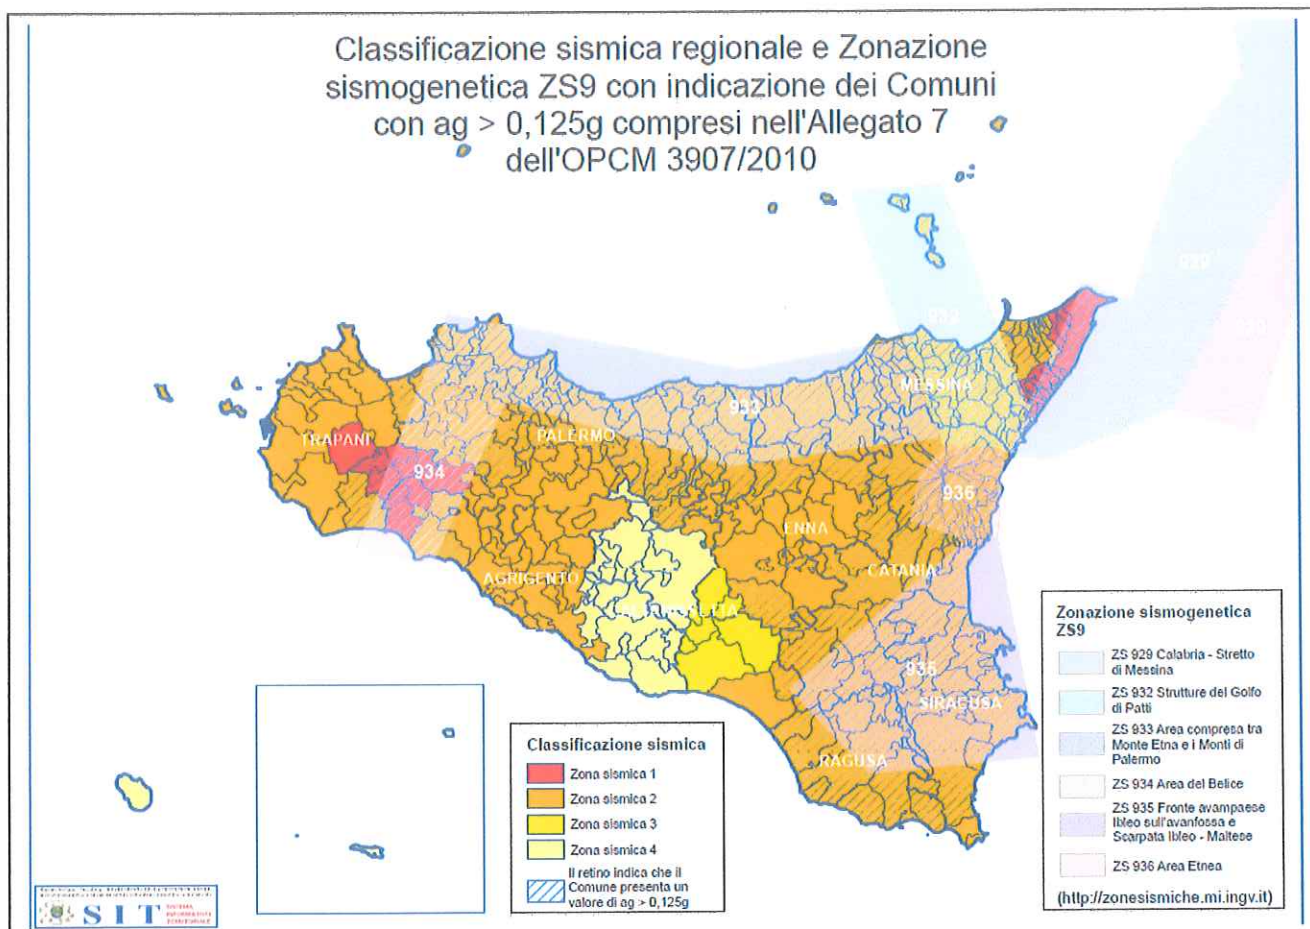 Classificazione sismica regionale e Zonazione
sismogenetica ZS9 con indicazione dei Comuni
con ag > 0,125g compresi nell'Allegato 7
dell'OPCM 3907/2010
929
932
MESSINA
933
TRAPANI
PALERMO
934
936
ENNA
CATANIA
AGRIGENTO
CALTANISSETTA
935
SIRAGUSA
RAGUSA
Classificazione sismica
Zona sismica 1
Zona sismica 2
Zona sismica 3
Zona sismica 4
Il retino indica che il
Comune presenta un
valore di ag > 0,125g
Zonazione sismogenetica
ZS9
ZS 929 Calabria - Stretto
di Messina
ZS 932 Strutture del Golfo
di Patti
ZS 933 Area compresa tra
Monte Etna e i Monti di
Palermo
ZS 934 Area del Belice
ZS 935 Fronte avampaese
Ibleo sull'avanfossa e
Scarpata Ibleo - Maltese
ZS 936 Area Etnea
(http://zonesismiche.mi.ingv.it)
SIT
SISTEMA
INFORMATIVO
TERRITORIALE